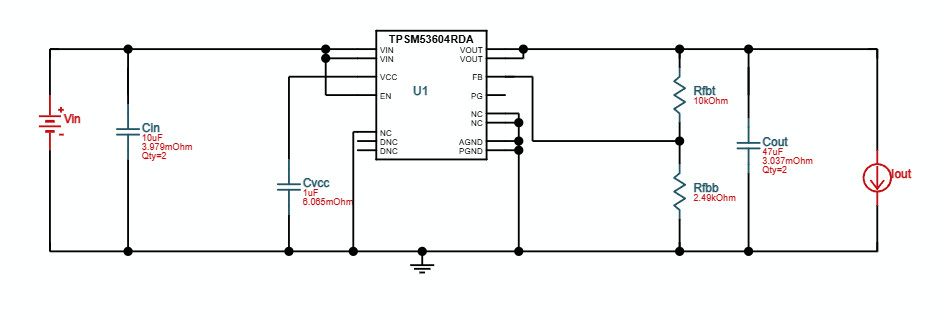 TPSM53604RDA
VIN
VIN
VCC
EN
NC
DNC
DNC
U1
VOUT
VOUT
FB
PG
NC
NC
AGND
PGND
+
Vin
-
Cin
10uF
3.979mOhm
Qty=2
Cvcc
1uF
6.065mOhm
Rfbt
10kOhm
Rfbb
2.49kOhm
Cout
47uF
3.037mOhm
Qty=2
Iout